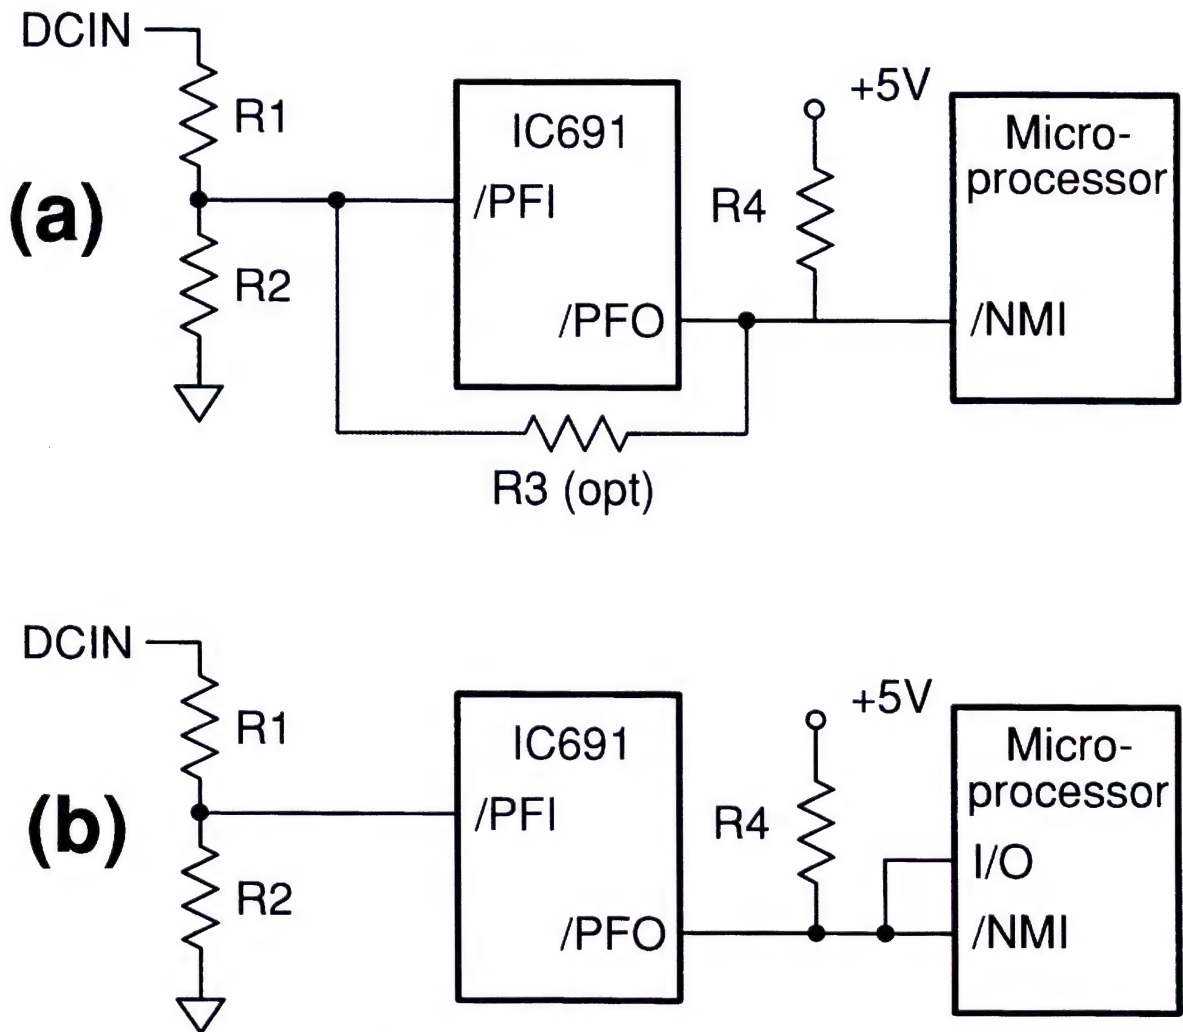 DCIN
R1
(a)
R2
IC691
/PFI
/PFO
R3 (opt)
+5V
R4
Micro-
processor
/NMI
DCIN
R1
(b)
R2
IC691
/PFI
/PFO
+5V
R4
Micro-
processor
I/O
/NMI